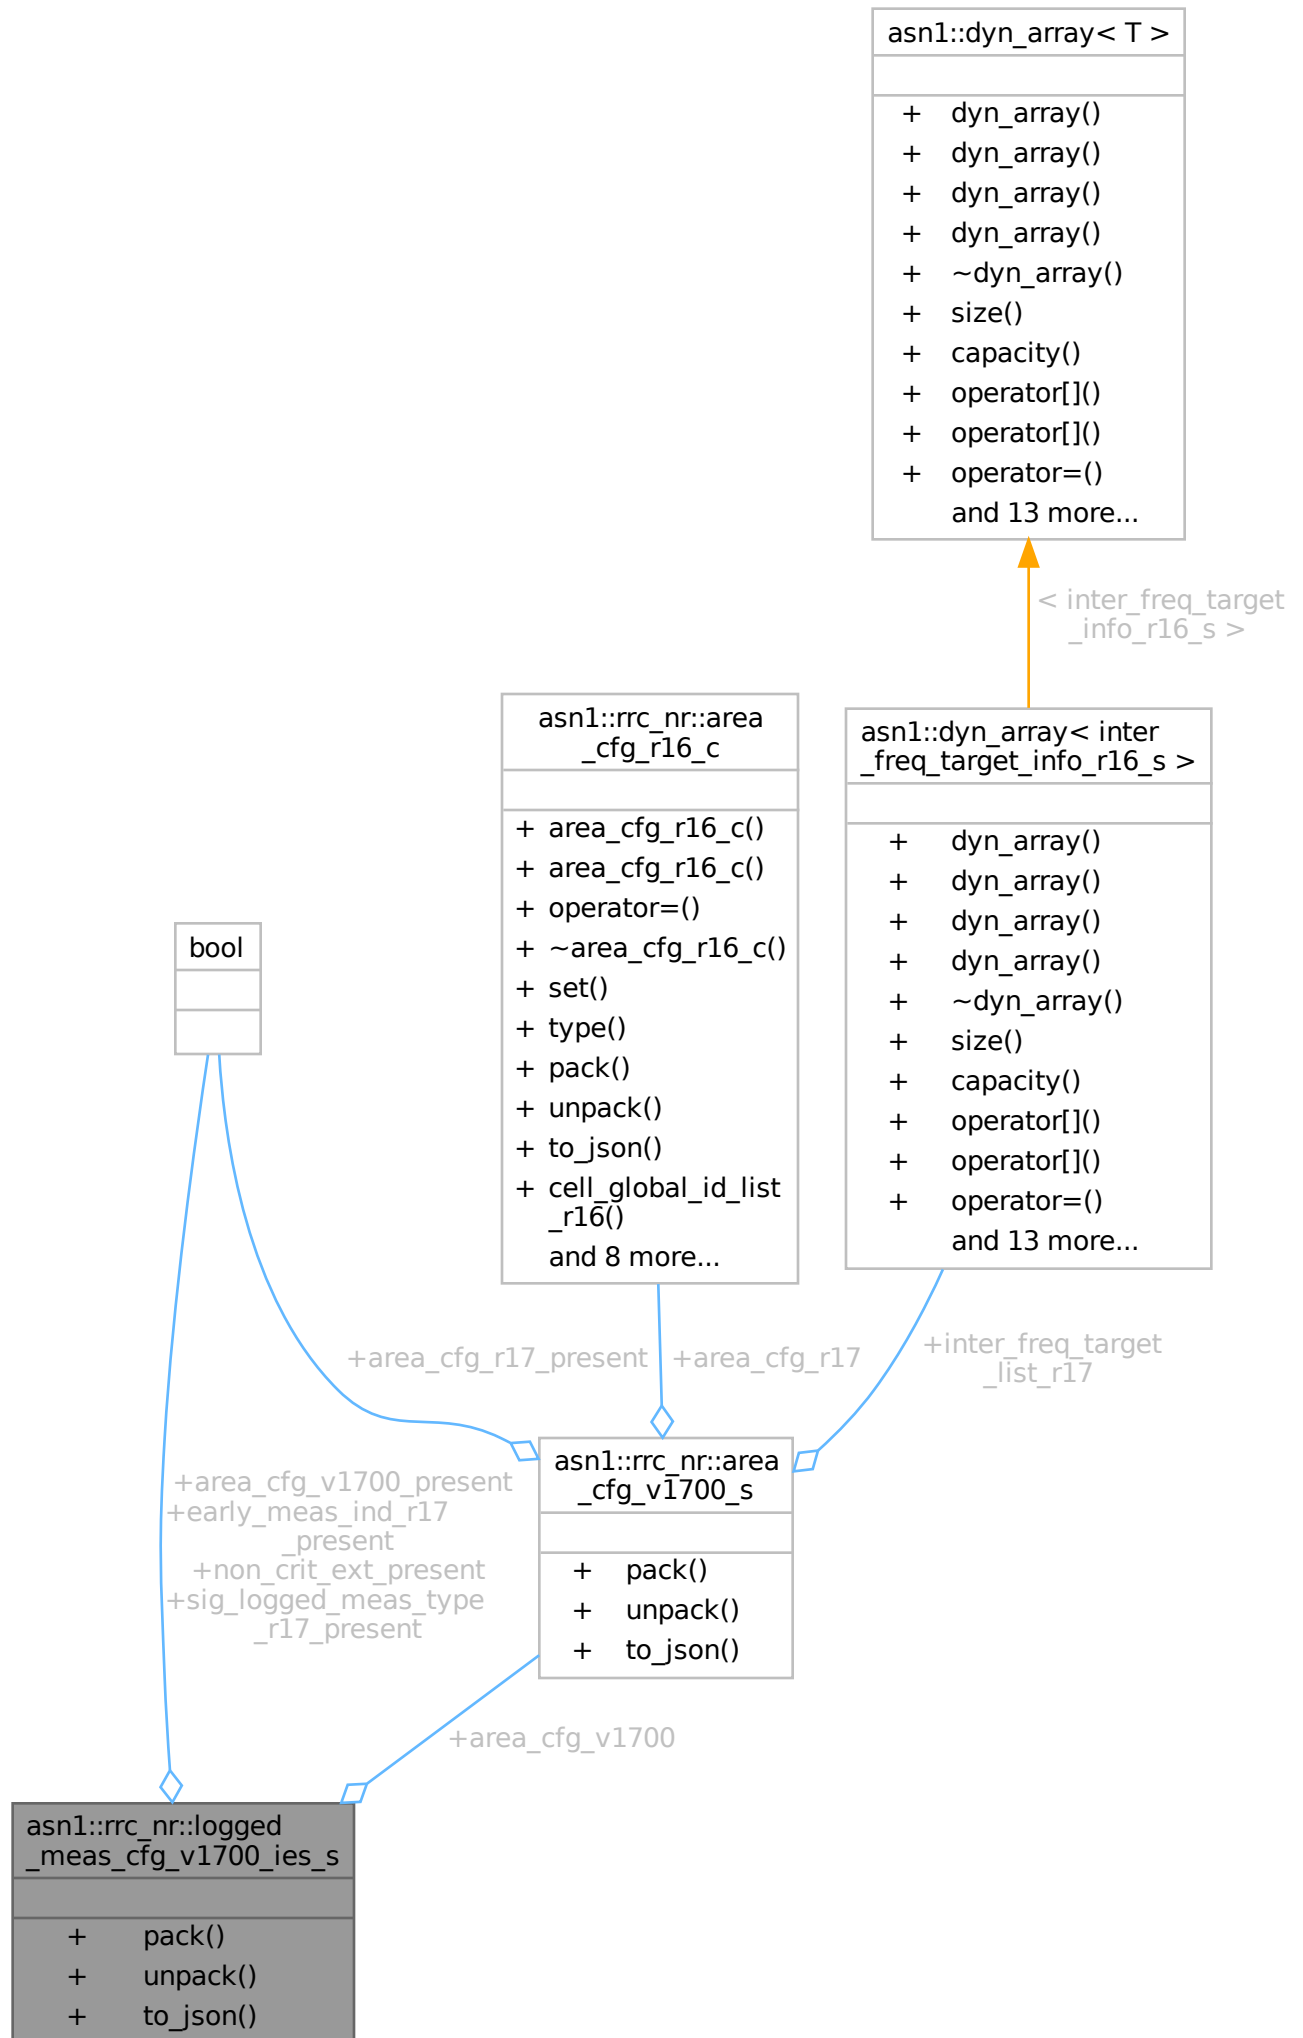 asn1::dyn_array< T >
+ dyn_array()
+ dyn_array()
+ dyn_array()
+ dyn_array()
+ ~dyn_array()
+ size()
+ capacity()
+ operator[]()
+ operator[]()
+ operator=()
and 13 more...
< inter_freq_target
_info_r16_s >
asn1::rrc_nr::area
_cfg_r16_c
+ area_cfg_r16_c()
+ area_cfg_r16_c()
+ operator=()
+ ~area_cfg_r16_c()
+ set()
+ type()
+ pack()
+ unpack()
+ to_json()
+ cell_global_id_list
_r16()
and 8 more...
asn1::dyn_array< inter
_freq_target_info_r16_s >
+ dyn_array()
+ dyn_array()
+ dyn_array()
+ dyn_array()
+ ~dyn_array()
+ size()
+ capacity()
+ operator[]()
+ operator[]()
+ operator=()
and 13 more...
bool
+area_cfg_r17_present
+area_cfg_r17
+inter_freq_target
_list_r17
+area_cfg_v1700_present
+early_meas_ind_r17
_present
+non_crit_ext_present
+sig_logged_meas_type
_r17_present
asn1::rrc_nr::area
_cfg_v1700_s
+ pack()
+ unpack()
+ to_json()
+area_cfg_v1700
asn1::rrc_nr::logged
_meas_cfg_v1700_ies_s
+ pack()
+ unpack()
+ to_json()